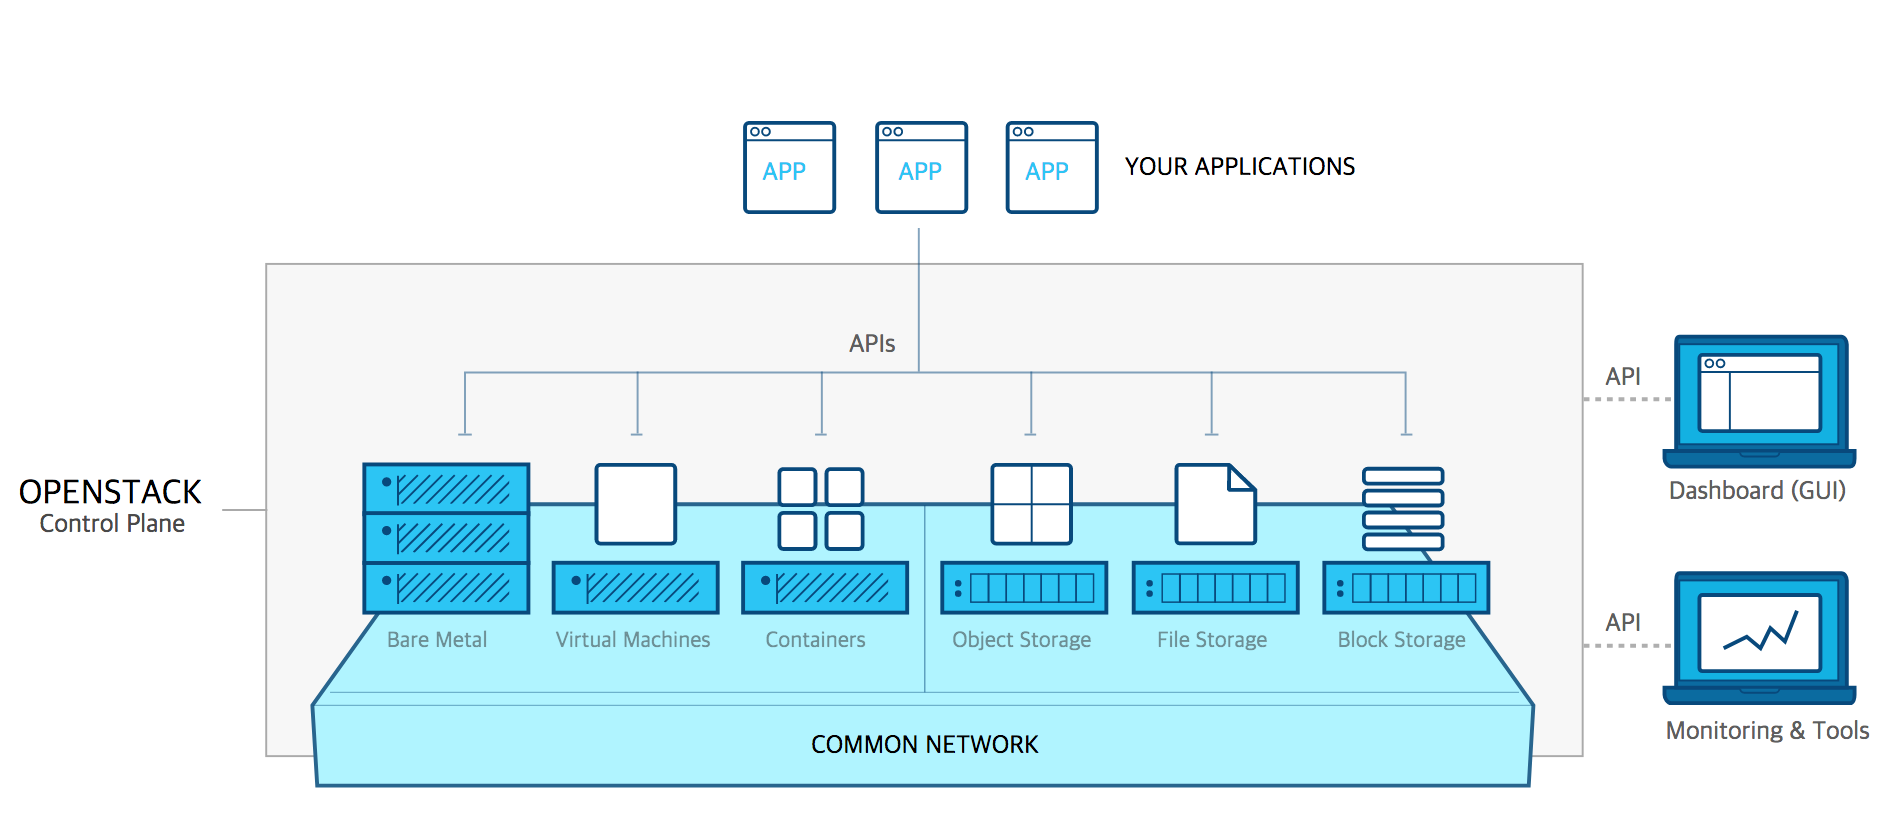 APP
APP
APP
YOUR APPLICATIONS
APIs
API
Dashboard (GUI)
OPENSTACK
Control Plane
Bare Metal
Virtual Machines
Containers
Object Storage
File Storage
Block Storage
API
Monitoring & Tools
COMMON NETWORK